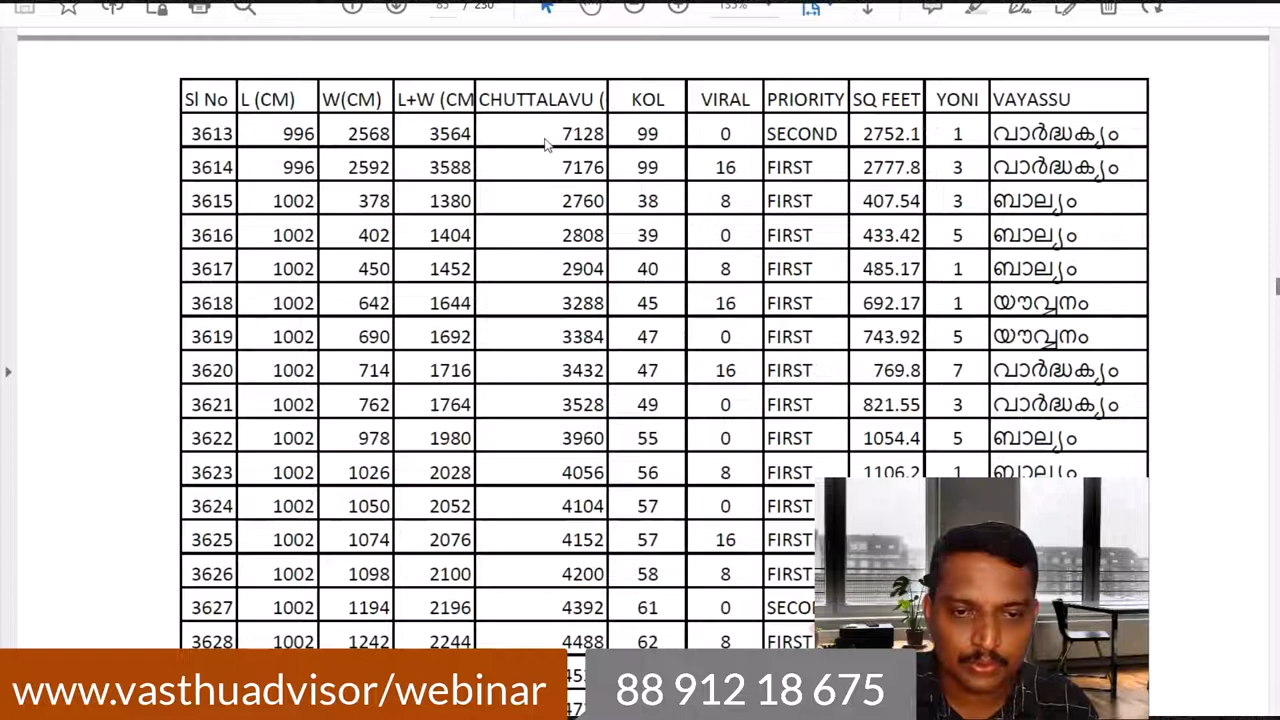 85 / 250
Sl No L (CM) W(CM) L+W (CM CHUTTALAVU ( KOL VIRAL PRIORITY SQ FEET YONI VAYASSU
3613 996 2568 3564 7128 99 0 SECOND 2752.1 1 വാർദ്ധക്യം
3614 996 2592 3588 7176 99 16 FIRST 2777.8 3 വാർദ്ധക്യം
3615 1002 378 1380 2760 38 8 FIRST 407.54 3 ബാല്യം
3616 1002 402 1404 2808 39 0 FIRST 433.42 5 ബാല്യം
3617 1002 450 1452 2904 40 8 FIRST 485.17 1 ബാല്യം
3618 1002 642 1644 3288 45 16 FIRST 692.17 1 യൗവ്വനം
3619 1002 690 1692 3384 47 0 FIRST 743.92 5 യൗവ്വനം
3620 1002 714 1716 3432 47 16 FIRST 769.8 7 വാർദ്ധക്യം
3621 1002 762 1764 3528 49 0 FIRST 821.55 3 വാർദ്ധക്യം
3622 1002 978 1980 3960 55 0 FIRST 1054.4 5 ബാല്യം
3623 1002 1026 2028 4056 56 8 FIRST 1106.2 1 ബാല്യം
3624 1002 1050 2052 4104 57 0 FIRST
3625 1002 1074 2076 4152 57 16 FIRST
3626 1002 1098 2100 4200 58 8 FIRST
3627 1002 1194 2196 4392 61 0 SECO
3628 1002 1242 2244 4488 62 8 FIRST
www.vasthuadvisor/webinar 88 912 18 675